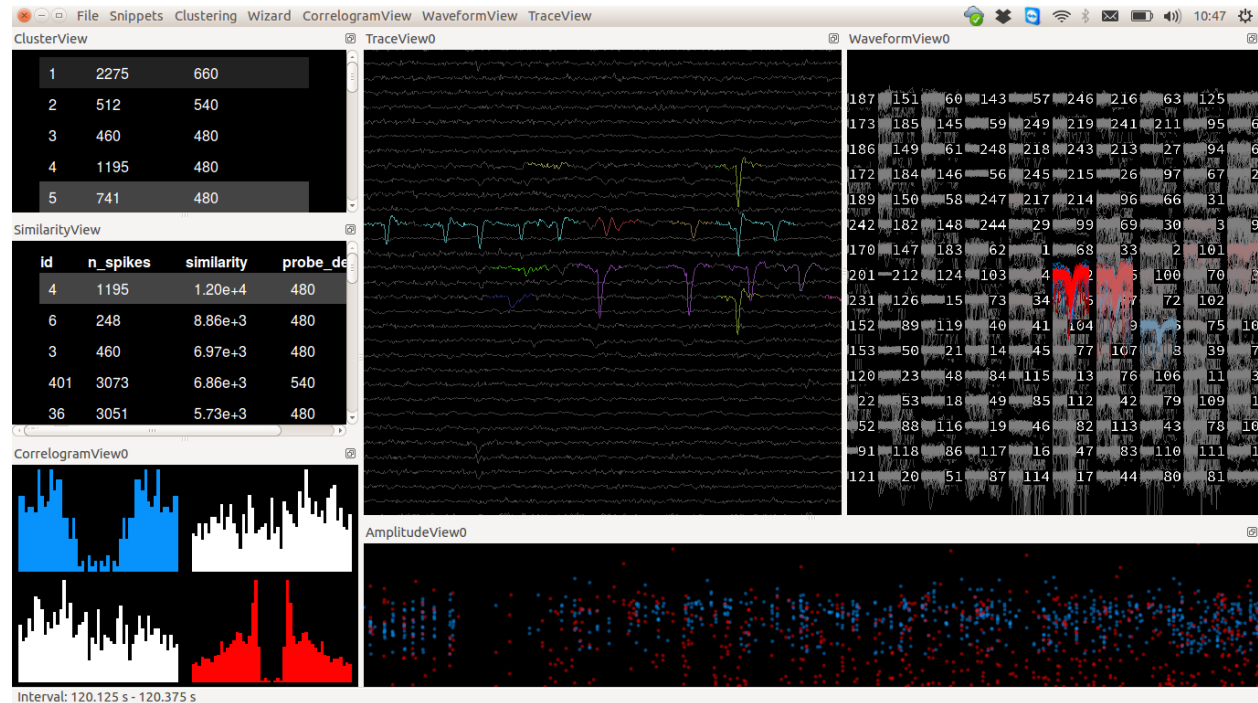 File Snippets Clustering Wizard CorrelogramView WaveformView TraceView 10:47
ClusterView
1 2275 660
2 512 540
3 460 480
4 1195 480
5 741 480
SimilarityView
id n_spikes similarity probe_de
4 1195 1.20e+4 480
6 248 8.86e+3 480
3 460 6.97e+3 480
401 3073 6.86e+3 540
36 3051 5.73e+3 480
CorrelogramView0
TraceView0
WaveformView0
187 151 60 143 57 246 216 63 125
173 185 145 59 249 219 241 211 95
186 149 61 248 218 243 213 27 94
172 184 146 56 245 215 26 97 67
189 150 58 247 217 214 96 66 31
242 182 148 244 29 99 69 30 3
170 147 183 62 1 68 33 2 101
201 212 124 103 100 70
231 126 15 73 34 72 102
152 89 119 40 41 104 75
153 50 21 14 45 77 107 8 39
120 23 48 84 115 13 76 106 11
22 53 18 49 85 112 42 79 109
52 88 116 19 46 82 113 43 78
91 118 86 117 16 47 83 110 111
121 20 51 87 114 17 44 80 81
AmplitudeView0
Interval: 120.125 s - 120.375 s